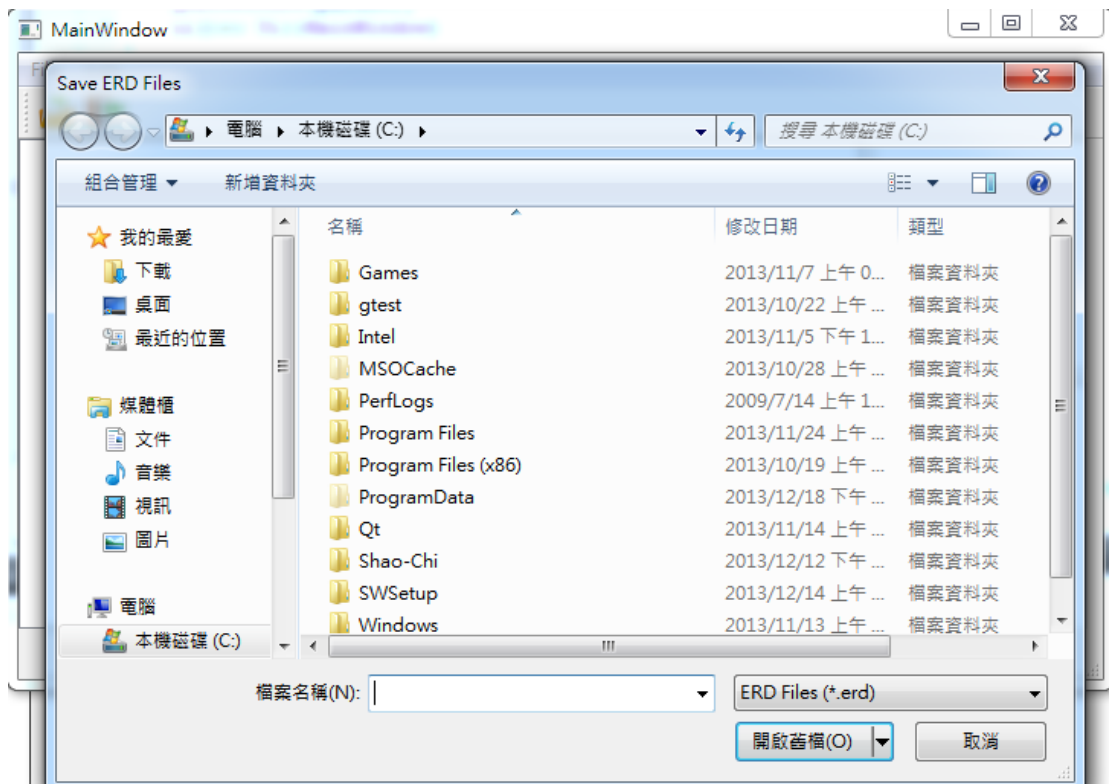 MainWindow
Save ERD Files
電腦 本機磁碟 (C:)
搜尋 本機磁碟 (C:)
組合管理 新增資料夾
我的最愛
下載
桌面
最近的位置
媒體櫃
文件
音樂
視訊
圖片
電腦
本機磁碟 (C:)
名稱 修改日期 類型
Games 2013/11/7 上午 0... 檔案資料夾
gtest 2013/10/22 上午 ... 檔案資料夾
Intel 2013/11/5 下午 1... 檔案資料夾
MSOCache 2013/10/28 上午 ... 檔案資料夾
PerfLogs 2009/7/14 上午 1... 檔案資料夾
Program Files 2013/11/24 上午 ... 檔案資料夾
Program Files (x86) 2013/10/19 上午 ... 檔案資料夾
ProgramData 2013/12/18 下午 ... 檔案資料夾
Qt 2013/11/14 上午 ... 檔案資料夾
Shao-Chi 2013/12/12 下午 ... 檔案資料夾
SWSetup 2013/12/14 上午 ... 檔案資料夾
Windows 2013/11/13 上午 ... 檔案資料夾
檔案名稱(N):
ERD Files (*.erd)
開啟舊檔(O) 取消